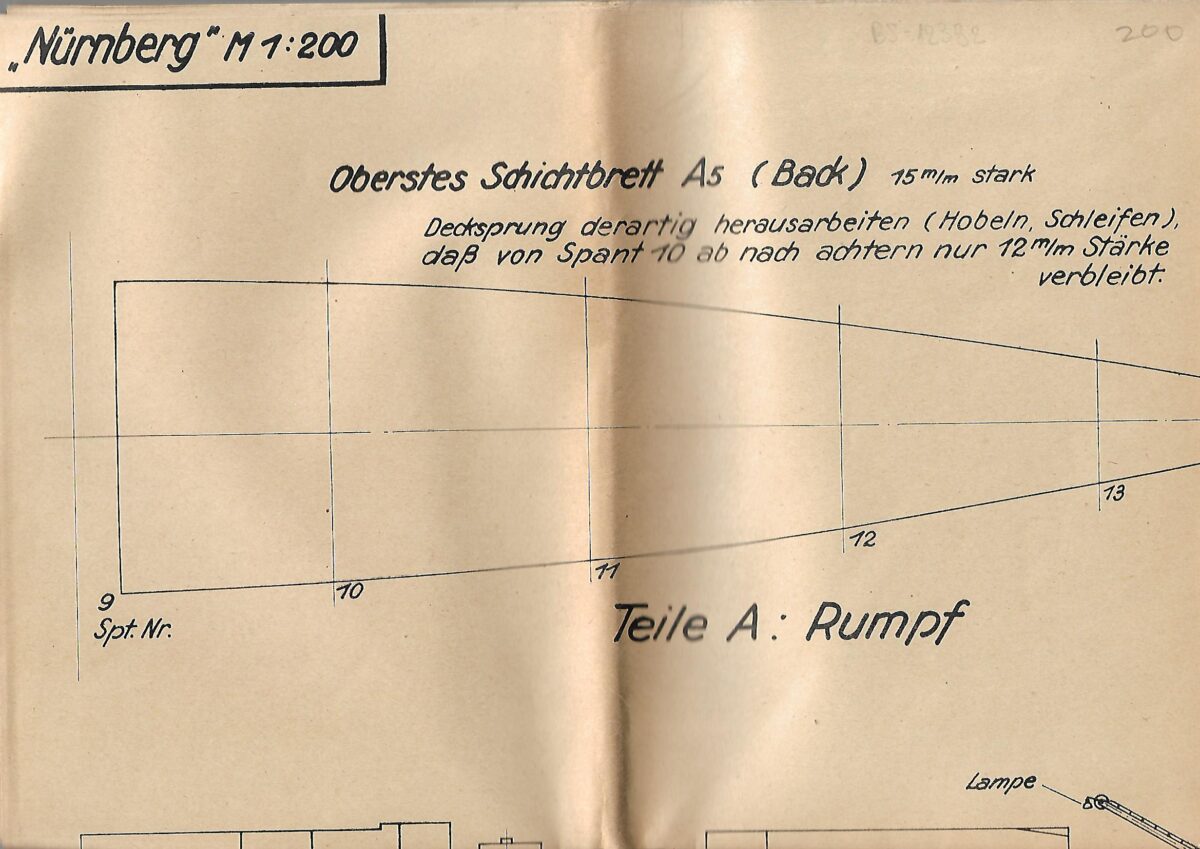 „Nürnberg“ M 1:200
200
Oberstes Schichtbrett A5 (Back) 15 m/m stark
Decksprung derartig herausarbeiten (Hobeln, Schleifen),
daß von Spant 10 ab nach achtern nur 12 m/m Stärke
verbleibt.
13
12
11
10
9
Spt. Nr.
Teile A: Rumpf
Lampe